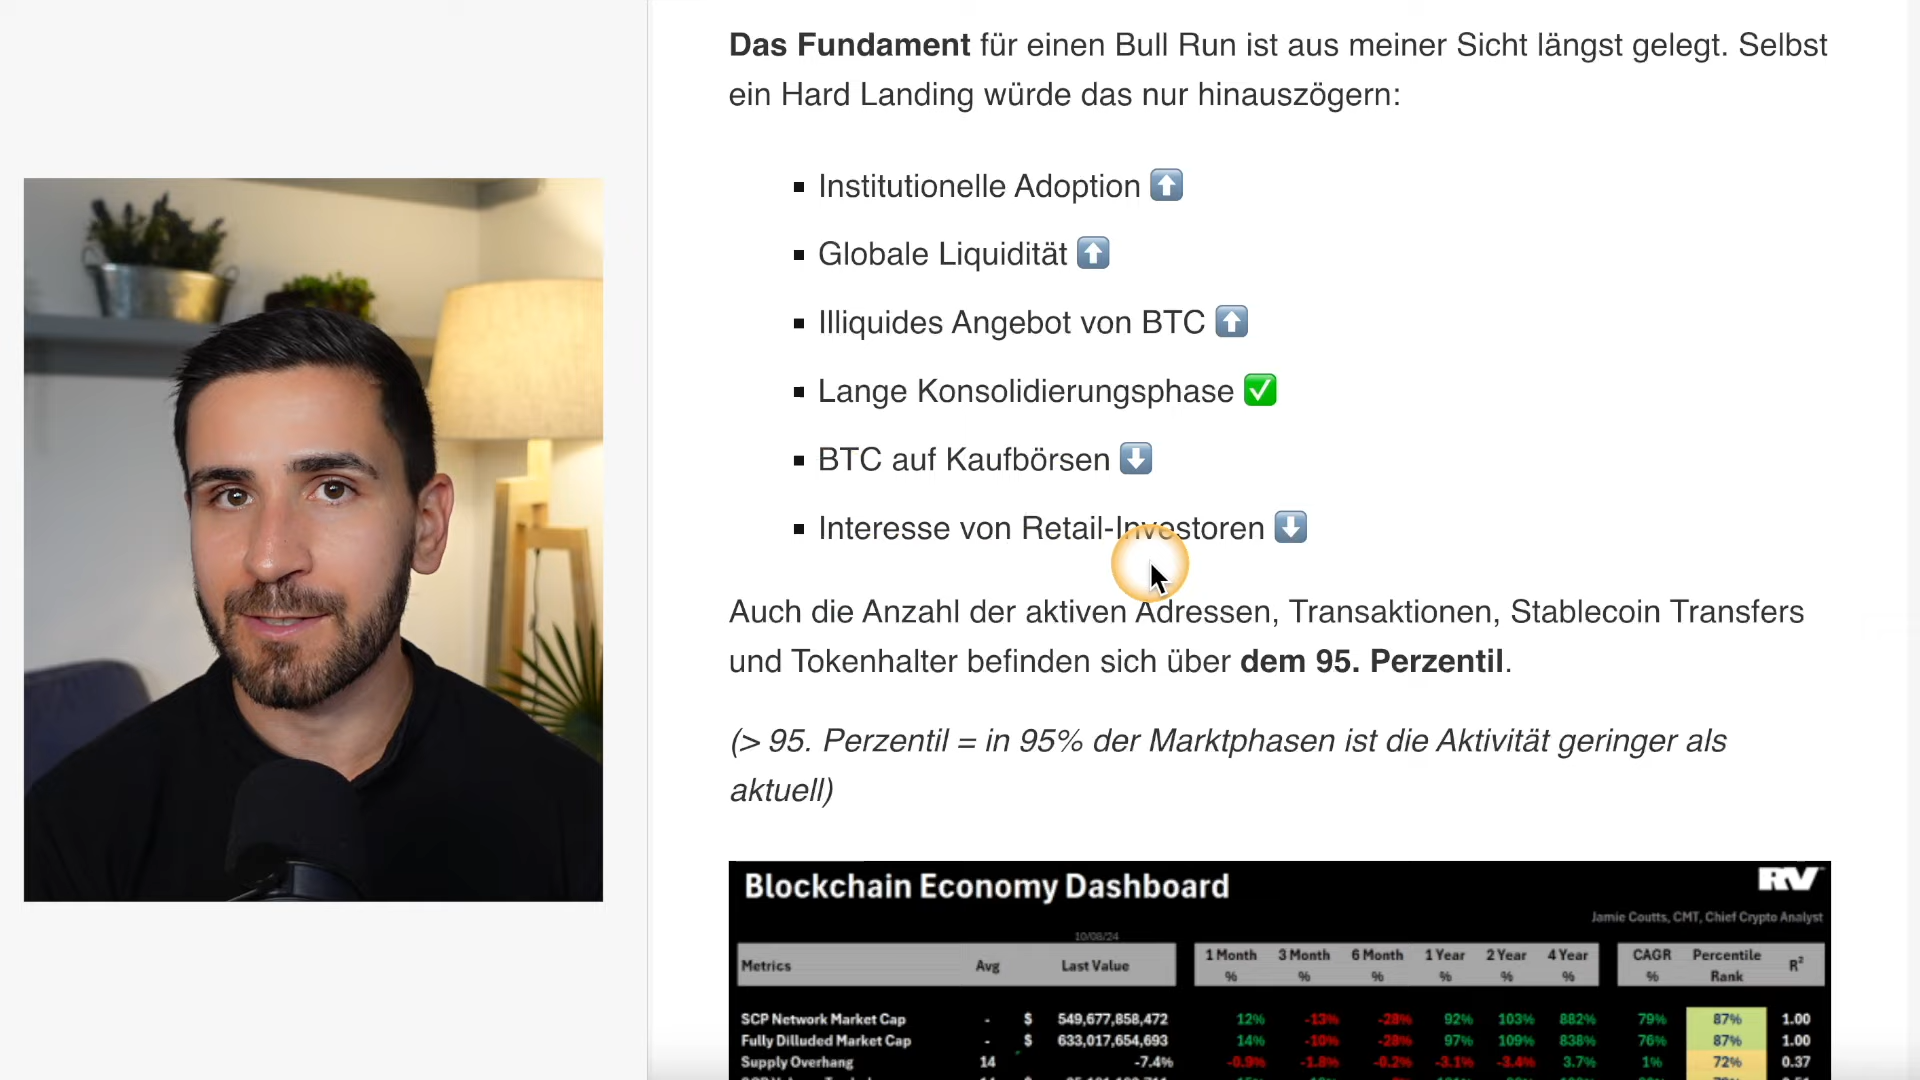 Das Fundament für einen Bull Run ist aus meiner Sicht längst gelegt. Selbst
ein Hard Landing würde das nur hinauszögern:
▪ Institutionelle Adoption ⬆️
▪ Globale Liquidität ⬆️
▪ Illiquides Angebot von BTC ⬆️
▪ Lange Konsolidierungsphase ✅
▪ BTC auf Kaufbörsen ⬇️
▪ Interesse von Retail-Investoren ⬇️
Auch die Anzahl der aktiven Adressen, Transaktionen, Stablecoin Transfers
und Tokenhalter befinden sich über dem 95. Perzentil.
(> 95. Perzentil = in 95% der Marktphasen ist die Aktivität geringer als
aktuell)
Blockchain Economy Dashboard RV
Jamie Coutts, CMT, Chief Crypto Analyst
10/08/24
Metrics Avg Last Value 1 Month % 3 Month % 6 Month % 1 Year % 2 Year % 4 Year % CAGR % Percentile Rank R²
SCP Network Market Cap - $ 549,677,858,472 12% -13% -28% 92% 103% 882% 79% 87% 1.00
Fully Dilluded Market Cap - $ 633,017,654,693 14% -10% -28% 97% 109% 838% 76% 87% 1.00
Supply Overhang 14 -7.4% -0.9% -1.8% -0.2% -3.1% -3.4% 3.7% 1% 72% 0.37